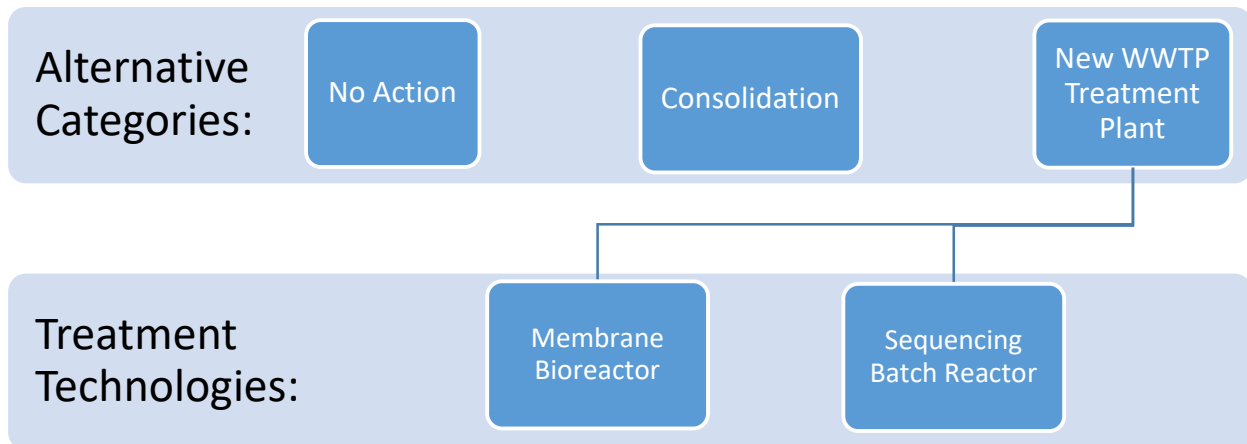 Alternative
Categories:
No Action
Consolidation
New WWTP
Treatment
Plant
Treatment
Technologies:
Membrane
Bioreactor
Sequencing
Batch Reactor